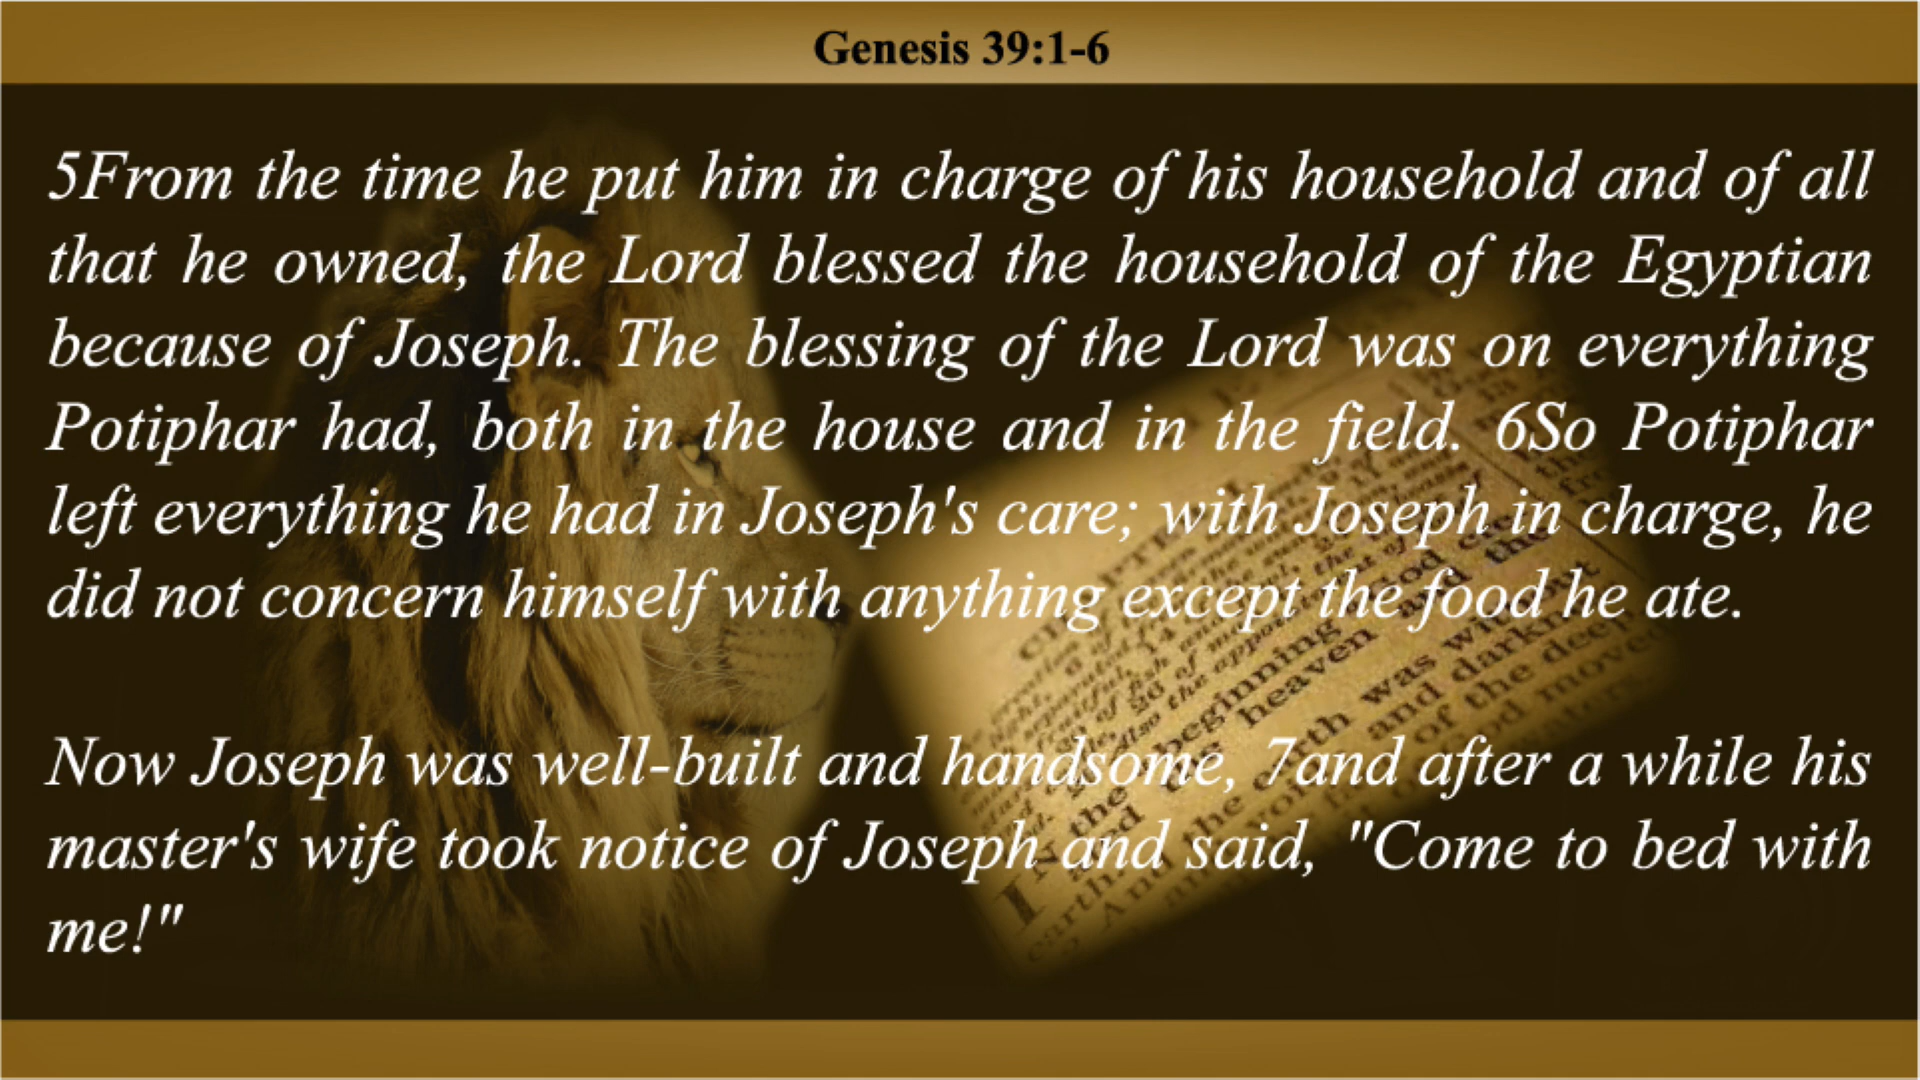 Genesis 39:1-6
5From the time he put him in charge of his household and of all
that he owned, the Lord blessed the household of the Egyptian
because of Joseph. The blessing of the Lord was on everything
Potiphar had, both in the house and in the field. 6So Potiphar
left everything he had in Joseph's care; with Joseph in charge, he
did not concern himself with anything except the food he ate.
Now Joseph was well-built and handsome, 7and after a while his
master's wife took notice of Joseph and said, "Come to bed with
me!"